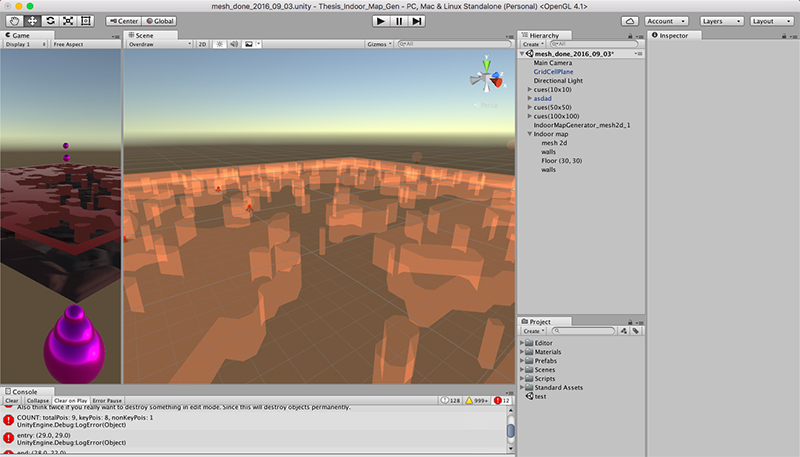 mesh_done_2016_09_03.unity - Thesis_Indoor_Map_Gen - PC, Mac & Linux Standalone (Personal) <OpenGL 4.1>
Center Global Account Layers Layout
Game
Display 1 Free Aspect
Scene
Overdraw 2D Gizmos All
Persp
Hierarchy
Create All
mesh_done_2016_09_03*
Main Camera
GridCellPlane
Directional Light
cues(10x10)
asdad
cues(50x50)
cues(100x100)
IndoorMapGenerator_mesh2d_1
Indoor map
mesh 2d
walls
Floor (30, 30)
walls
Inspector
Project
Create
Editor
Materials
Prefabs
Scenes
Scripts
Standard Assets
test
Console
Clear Collapse Clear on Play Error Pause 128 999+ 12
Also think twice if you really want to destroy something in edit mode. Since this will destroy objects permanently.
COUNT: totalPois: 9, keyPois: 8, nonKeyPois: 1
UnityEngine.Debug:LogError(Object)
entry: (29.0, 29.0)
UnityEngine.Debug:LogError(Object)
end: (28.0, 22.0)